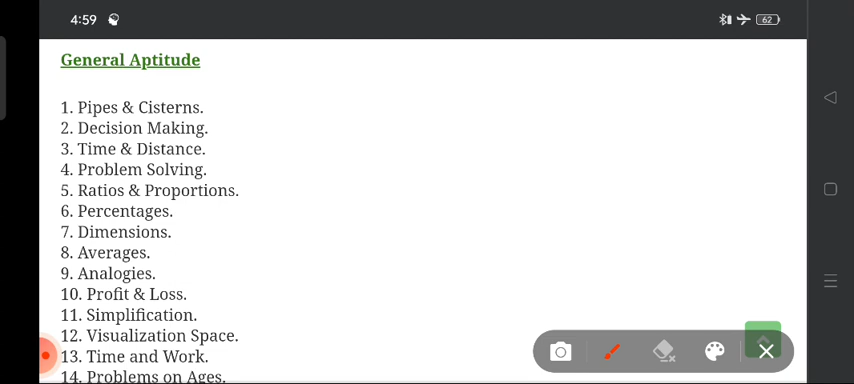 4:59
62
General Aptitude
1. Pipes & Cisterns.
2. Decision Making.
3. Time & Distance.
4. Problem Solving.
5. Ratios & Proportions.
6. Percentages.
7. Dimensions.
8. Averages.
9. Analogies.
10. Profit & Loss.
11. Simplification.
12. Visualization Space.
13. Time and Work.
14. Problems on Ages.